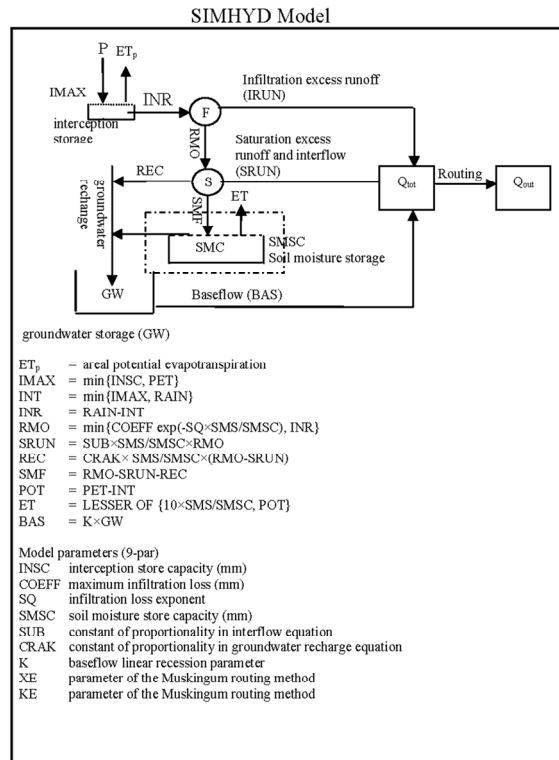 SIMHYD Model
P ETp
IMAX
INR
interception
storage
F
Infiltration excess runoff
(IRUN)
RMO
Saturation excess
runoff and interflow
(SRUN)
REC
S
Qtot
Routing
Qout
groundwater
rechange
SMF
ET
SMC
SMSC
Soil moisture storage
GW
Baseflow (BAS)
groundwater storage (GW)
ETp = areal potential evapotranspiration
IMAX = min{INSC, PET}
INT = min{IMAX, RAIN}
INR = RAIN-INT
RMO = min{COEFF exp(-SQ×SMS/SMSC), INR}
SRUN = SUB×SMS/SMSC×RMO
REC = CRAK× SMS/SMSC×(RMO-SRUN)
SMF = RMO-SRUN-REC
POT = PET-INT
ET = LESSER OF {10×SMS/SMSC, POT}
BAS = K×GW
Model parameters (9-par)
INSC interception store capacity (mm)
COEFF maximum infiltration loss (mm)
SQ infiltration loss exponent
SMSC soil moisture store capacity (mm)
SUB constant of proportionality in interflow equation
CRAK constant of proportionality in groundwater recharge equation
K baseflow linear recession parameter
XE parameter of the Muskingum routing method
KE parameter of the Muskingum routing method